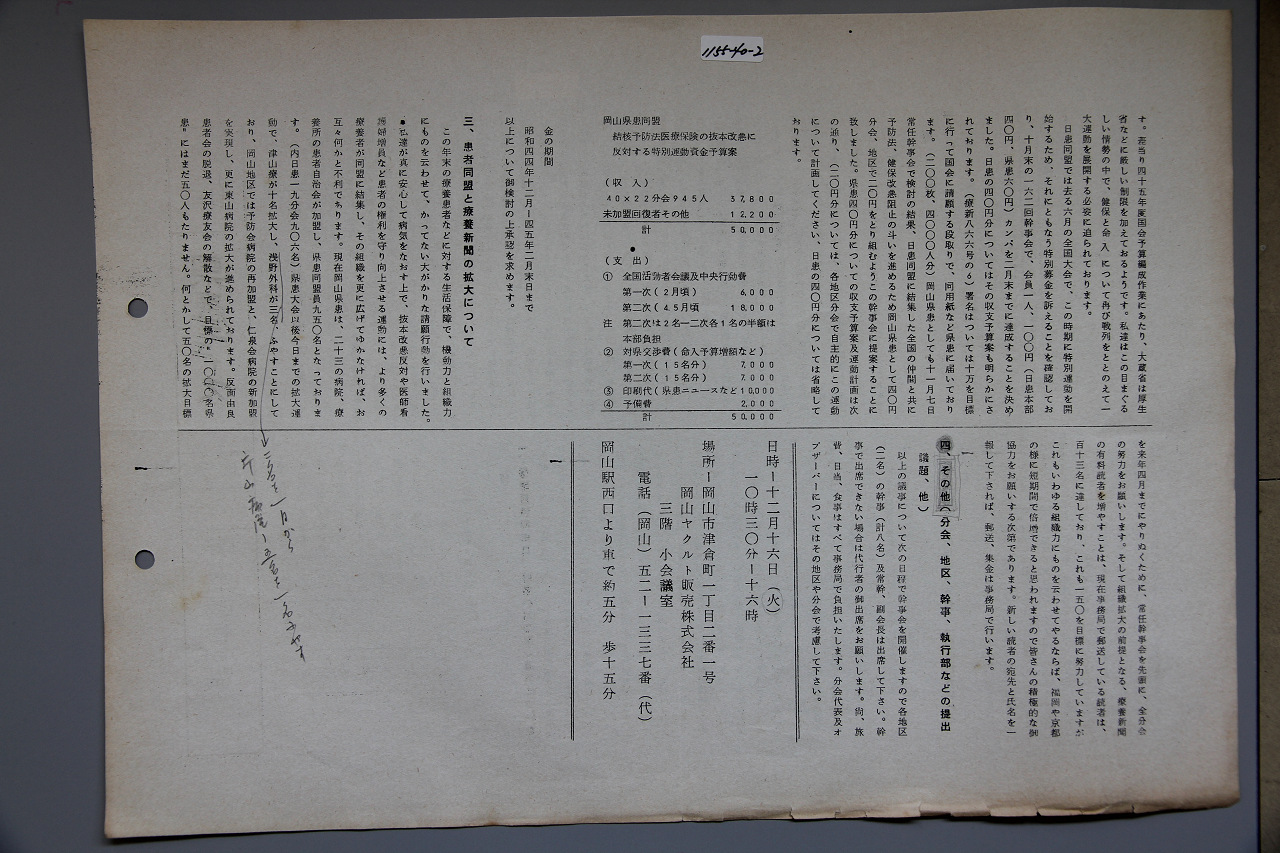 1155-40-2
す。差当り四十五年度国会予算編成作業にあたり、大蔵省は厚生
省などに厳しい制限を加えておるようです。私達はこの目まぐる
しい情勢の中で、健保と命入について再び戦列をととのえて一
大運動を展開する必要に迫られております。
日患同盟では去る六月の全国大会で、この時期に特別運動を開
始するため、それにともなう特別募金を訴えることを確認してお
り、十月末の一六二回幹事会で、会員一人、一〇〇円(日患本部
四〇円、県患六〇円)カンパを二月末までに達成することを決め
ました。日患の四〇円分についてはその収支予算案も明らかにさ
れております。(療新八六六号の6)署名については十万を目標
に行って国会に請願する段取りで、同用紙など県患に届いており
ます。(二〇〇枚、四〇〇〇人分)岡山県患としても十一月七日
常任幹事会で検討の結果、日患同盟に結集した全国の仲間と共に
予防法、健保改悪阻止の斗いを進めるため岡山県患として四〇円
分会、地区で二〇円をとり組むようこの幹事会に提案することに
致しました。県患四〇円分についての収支予算案及運動計画は次
の通り、(二〇円分については、各地区分会で自主的にこの運動
について計画してください、日患の四〇円分については省略して
おります。
岡山県患同盟
結核予防法医療保険の抜本改悪に
反対する特別運動資金予算案
(収 入)
40×22分会945人 37,800
未加盟回復者その他 12,200
計 50,000
(支 出)
① 全国活動者会議及中央行動費
第一次(2月頃) 6,000
第二次(4.5月頃 18,000
注 第二次は2名一二次各1名の半額は
本部負担
② 対県交渉費(命入予算増額など)
第一次(15名分) 7,000
第二次(15名分) 7,000
③ 印刷代(県患ニュースなど10,000
④ 予備費 2,000
計 50,000
金の期間
昭和四四年十二月ー四五年二月末日まで
以上について御検討の上承認を求めます。
三、患者同盟と療養新聞の拡大について
この年末の療養患者などに対する生活保障で、機動力と組織力
にものを云わせて、かってない大がかりな請願行動を行いました。
私達が真に安心して病気をなおす上で、抜本改悪反対や医師看
護婦増員など患者の権利を守り向上させる運動には、より多くの
療養者が同盟に結集し、その組織を更に広げてゆかなければ、お
互々何かと不利であります。現在岡山県患は、二十三の病院、療
養所の患者自治会が加盟し、県患同盟員九五〇名となっておりま
す。(内日患一九分会九〇六名)県患大会以後今日までの拡大運
動で、津山療が十名拡大し、浅野外科が三名、ふやすことにして
おり、岡山地区では予防会病院の再加盟と、仁泉会病院の新加盟
を実現し、更に東山病院の拡大が進められております。反面由良
患者会の脱退、友沢療友会の解散などで、目標の"一〇〇〇名県
患"にはまだ五〇人もたりません。何とかして五〇名の拡大目標
を来年四月までにやりぬくために、常任幹事会を先頭に、全分会
の努力をお願いします。そして組織拡大の前提となる、療養新聞
の有料読者を増やすことは、現在事務局で郵送している読者は、
百十三名に達しており、これも一五〇を目標に努力していますが
これもいわゆる組織力にものを云わせてやるならば、福岡や京都
の様に短期間で倍増できると思われますので皆さんの積極的な御
協力をお願いする次第であります。新しい読者の宛先と氏名を一
報して下されば、郵送、集金は事務局で行います。
四、その他(分会、地区、幹事、執行部などの提出
議題、他)
以上の議事について次の日程で幹事会を開催しますので各地区
(二名)の幹事(計八名)及常幹、副会長は出席して下さい。幹
事で出席できない場合は代行者の御出席をお願いします。尚、旅
費、日当、食事はすべて事務局で負担いたします。分会代表及オ
ブザーバーについてはその地区や分会で考慮して下さい。
日時ー十二月十六日(火)
一〇時三〇分ー十六時
場所ー岡山市津倉町一丁目二番一号
岡山ヤクルト販売株式会社
三階 小会議室
電話(岡山)五二ー一三三七番(代)
岡山駅西口より車で約五分 歩十五分